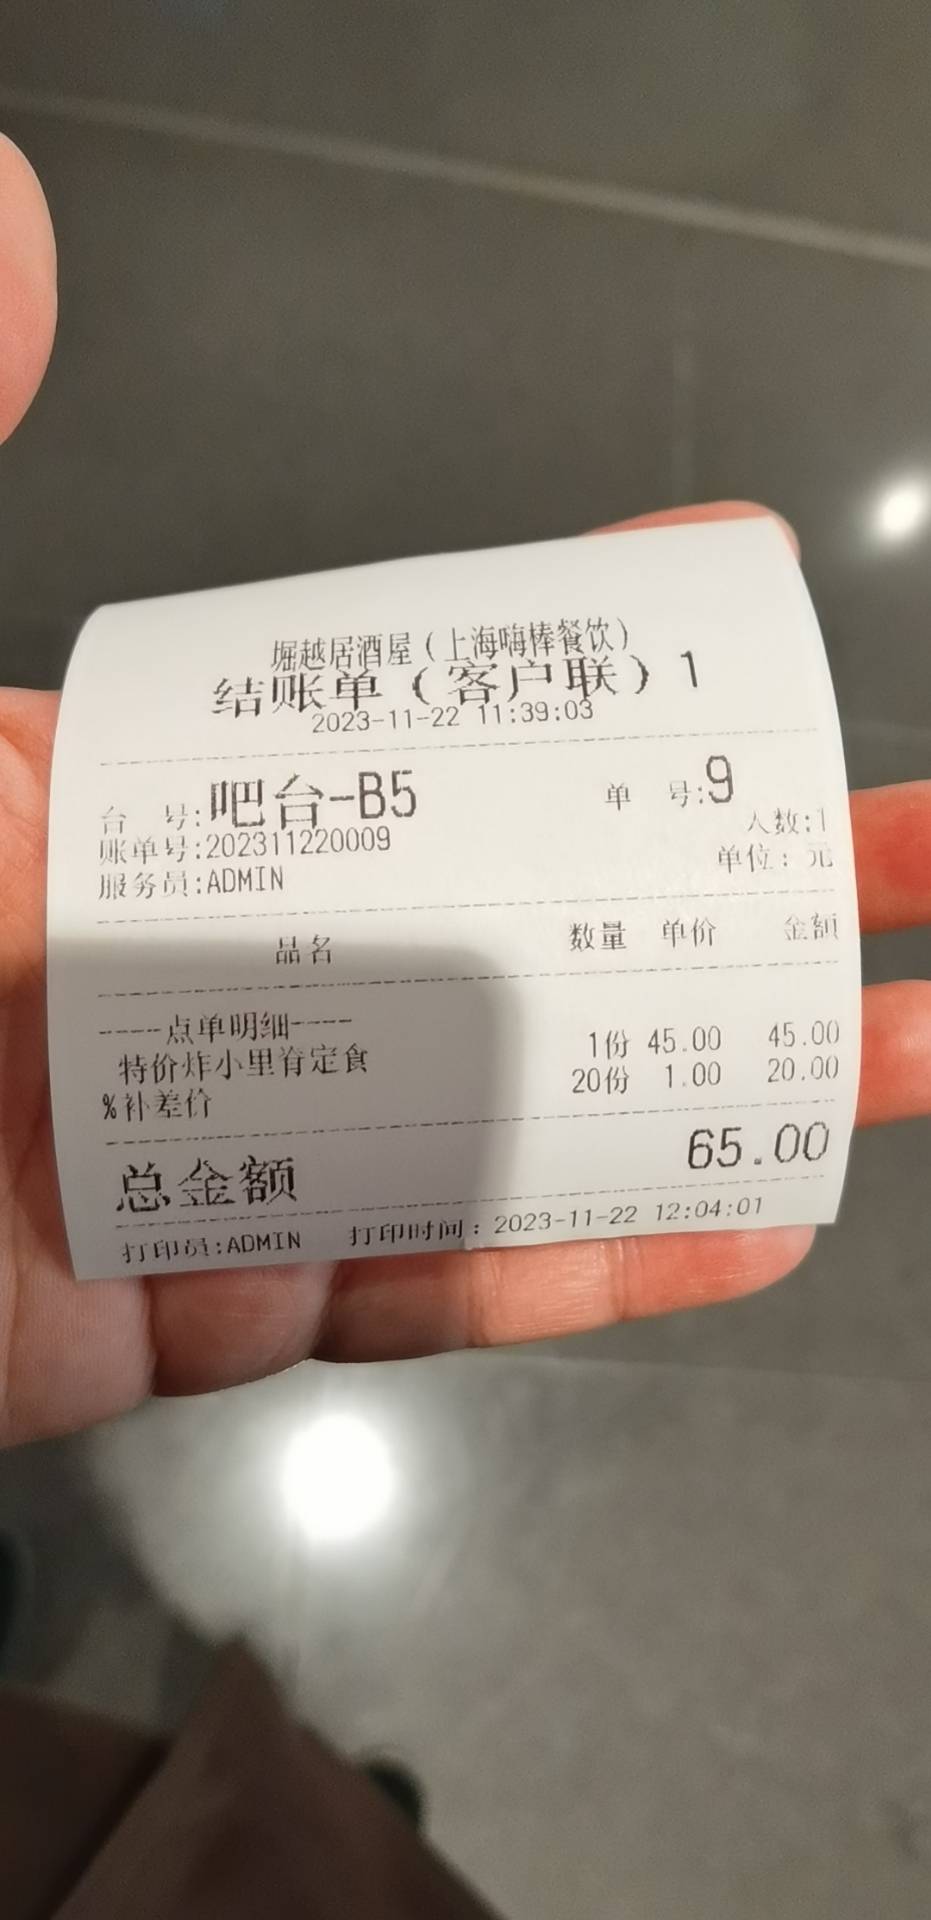 堀越居酒屋(上海嗨棒餐饮)
结账单(客户联)1
2023-11-22 11:39:03
台 号:吧台-B5 单 号:9
账单号:202311220009 人数:1
服务员:ADMIN 单位:元
品名 数量 单价 金额
----点单明细----
特价炸小里脊定食 1份 45.00 45.00
%补差价 20份 1.00 20.00
总金额 65.00
打印员:ADMIN 打印时间:2023-11-22 12:04:01